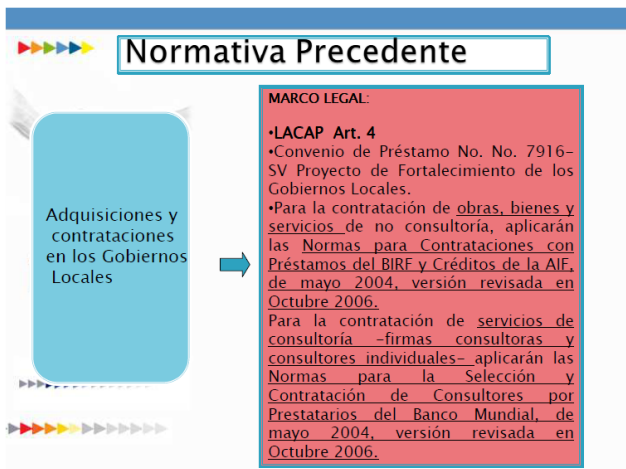 Normativa Precedente
Adquisiciones y
contrataciones
en los Gobiernos
Locales
MARCO LEGAL:
•LACAP Art. 4
•Convenio de Préstamo No. No. 7916-
SV Proyecto de Fortalecimiento de los
Gobiernos Locales.
•Para la contratación de obras, bienes y
servicios de no consultoría, aplicarán
las Normas para Contrataciones con
Préstamos del BIRF y Créditos de la AIF,
de mayo 2004, versión revisada en
Octubre 2006.
Para la contratación de servicios de
consultoría -firmas consultoras y
consultores individuales- aplicarán las
Normas para la Selección y
Contratación de Consultores por
Prestatarios del Banco Mundial, de
mayo 2004, versión revisada en
Octubre 2006.